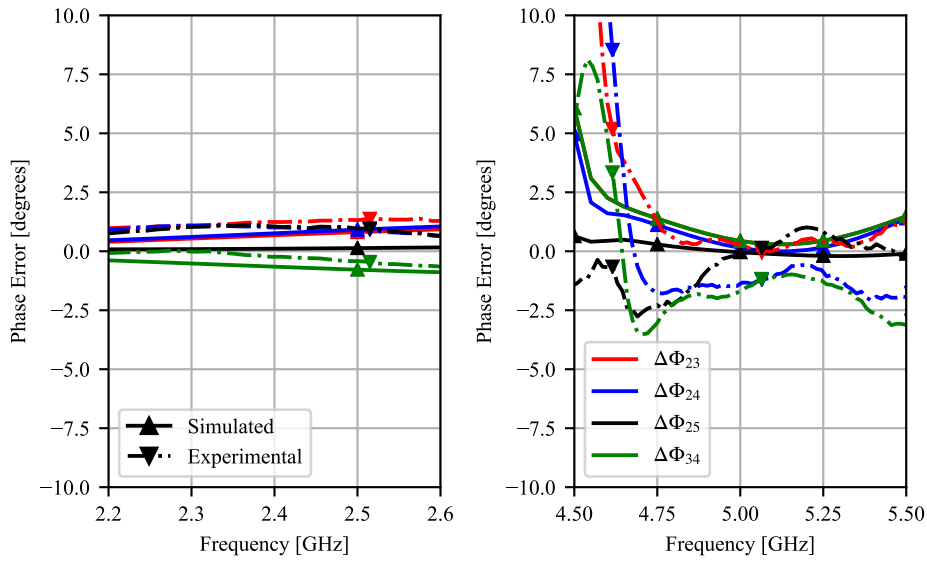 10.0
7.5
5.0
2.5
0.0
−2.5
−5.0
−7.5
−10.0
Phase Error [degrees]
2.2 2.3 2.4 2.5 2.6
Frequency [GHz]
Simulated
Experimental
10.0
7.5
5.0
2.5
0.0
−2.5
−5.0
−7.5
−10.0
Phase Error [degrees]
4.50 4.75 5.00 5.25 5.50
Frequency [GHz]
ΔΦ₂₃
ΔΦ₂₄
ΔΦ₂₅
ΔΦ₃₄